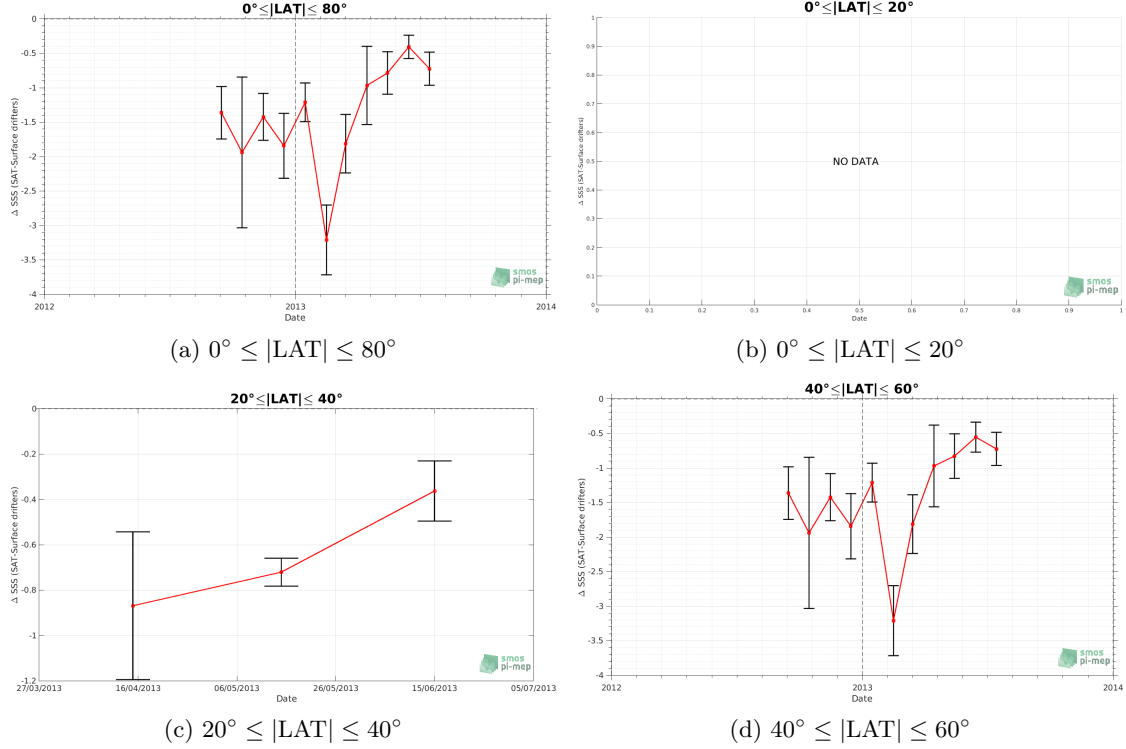 0°≤|LAT|≤ 80°
0
-0.5
-1
-1.5
-2
-2.5
-3
-3.5
-4
Δ SSS (SAT-Surface drifters)
2012
2013
2014
Date
smos
pi-mep
(a) 0° ≤ |LAT| ≤ 80°
0°≤|LAT|≤ 20°
1
0.9
0.8
0.7
0.6
0.5
0.4
0.3
0.2
0.1
0
Δ SSS (SAT-Surface drifters)
NO DATA
0 0.1 0.2 0.3 0.4 0.5 0.6 0.7 0.8 0.9 1
Date
smos
pi-mep
(b) 0° ≤ |LAT| ≤ 20°
20°≤|LAT|≤ 40°
0
-0.2
-0.4
-0.6
-0.8
-1
-1.2
Δ SSS (SAT-Surface drifters)
27/03/2013 16/04/2013 06/05/2013 26/05/2013 15/06/2013 05/07/2013
Date
smos
pi-mep
(c) 20° ≤ |LAT| ≤ 40°
40°≤|LAT|≤ 60°
0
-0.5
-1
-1.5
-2
-2.5
-3
-3.5
-4
Δ SSS (SAT-Surface drifters)
2012
2013
2014
Date
smos
pi-mep
(d) 40° ≤ |LAT| ≤ 60°